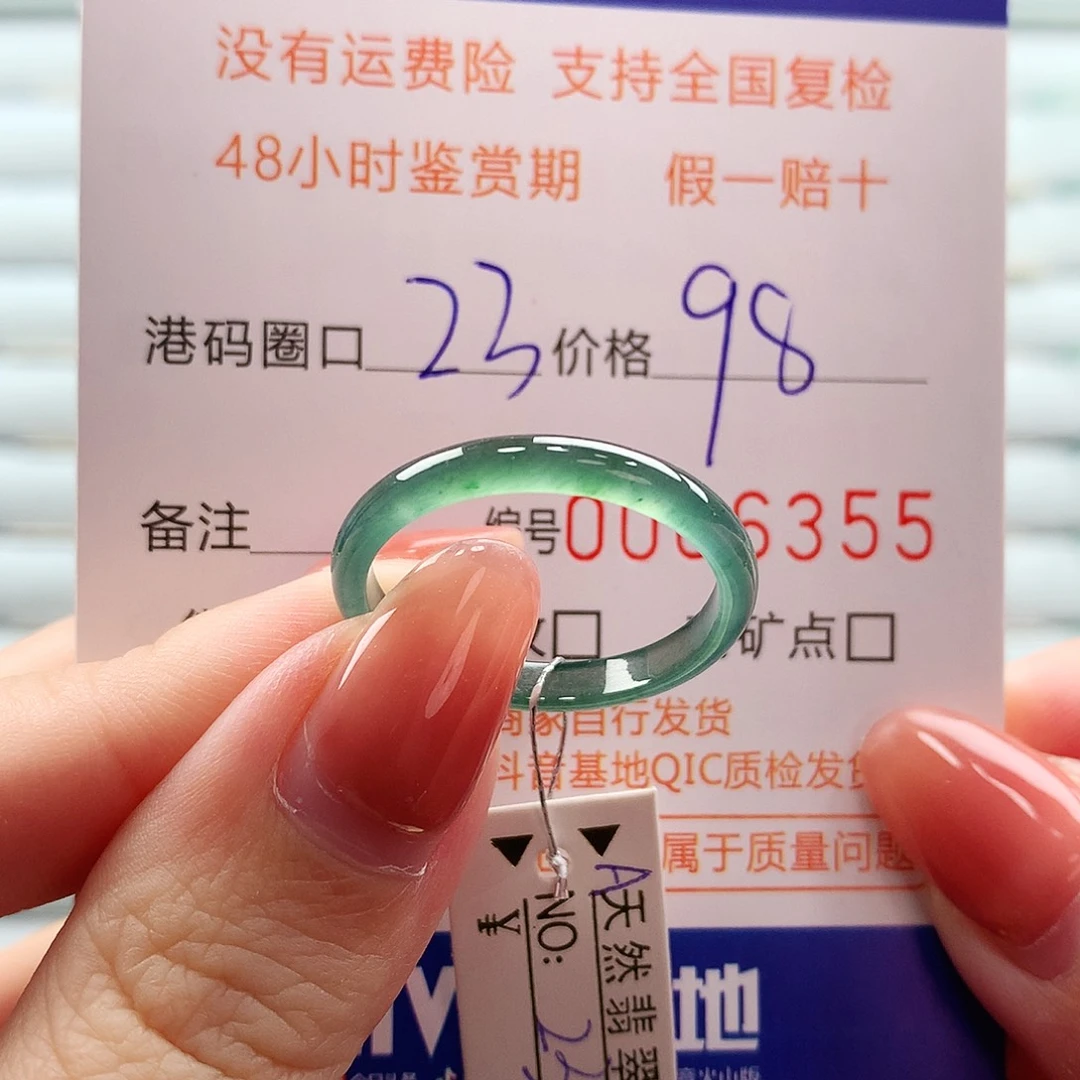 没有运费险 支持全国复检
48小时鉴赏期 假一赔十
港码圈口 23 价格 98
备注 编号 00 6355
矿点□
商家自行发货
抖音基地QIC质检发货
属于质量问题
A天然翡翠
NO:
¥
地